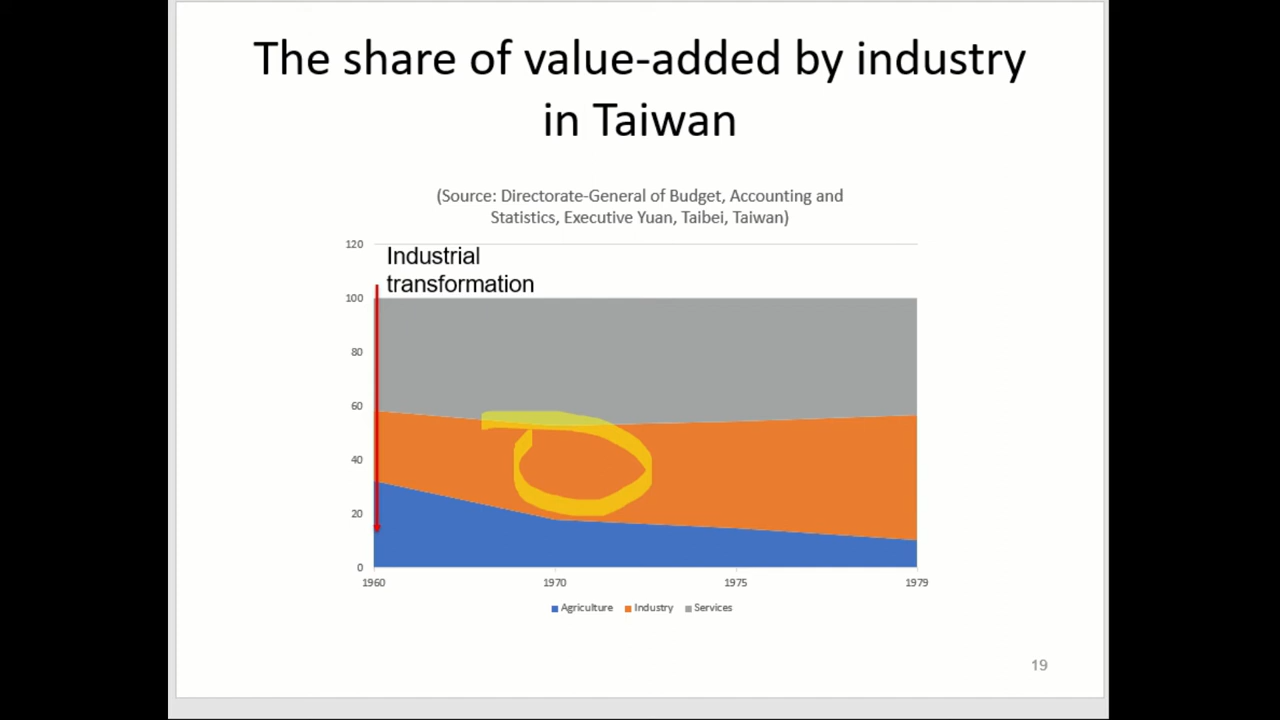 The share of value-added by industry
in Taiwan
(Source: Directorate-General of Budget, Accounting and
Statistics, Executive Yuan, Taibei, Taiwan)
120
Industrial
transformation
100
80
60
40
20
0
1960 1970 1975 1979
Agriculture Industry Services
19